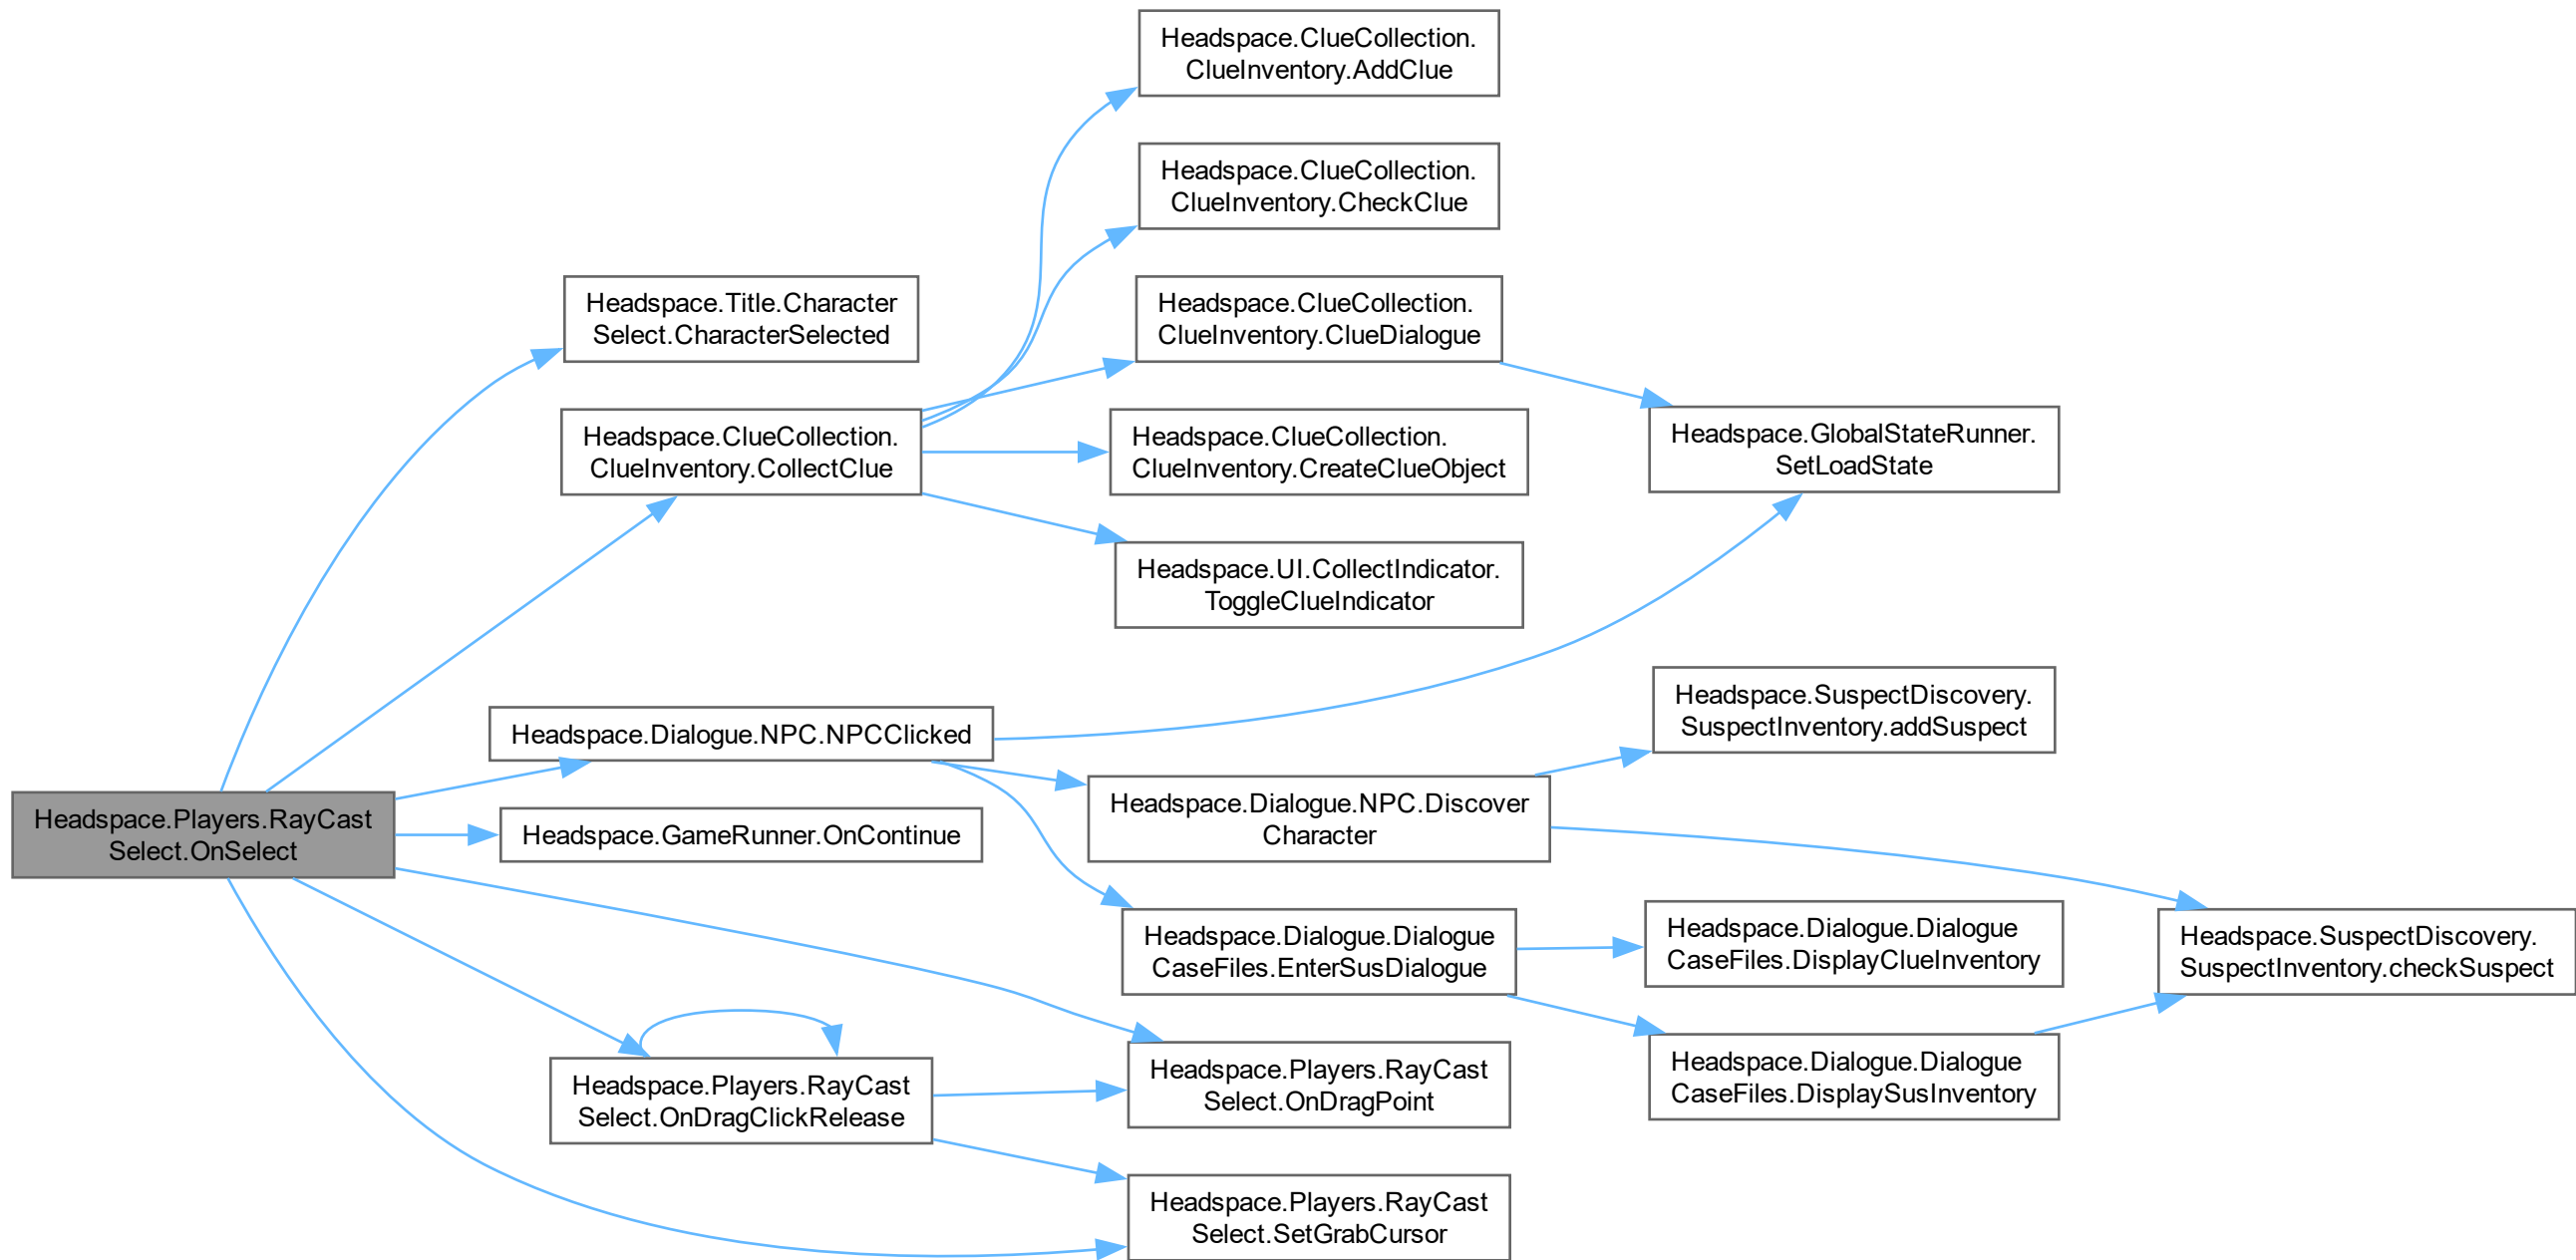 Headspace.ClueCollection.
ClueInventory.AddClue
Headspace.ClueCollection.
ClueInventory.CheckClue
Headspace.Title.Character
Select.CharacterSelected
Headspace.ClueCollection.
ClueInventory.ClueDialogue
Headspace.ClueCollection.
ClueInventory.CollectClue
Headspace.ClueCollection.
ClueInventory.CreateClueObject
Headspace.GlobalStateRunner.
SetLoadState
Headspace.UI.CollectIndicator.
ToggleClueIndicator
Headspace.Dialogue.NPC.NPCClicked
Headspace.SuspectDiscovery.
SuspectInventory.addSuspect
Headspace.Players.RayCast
Select.OnSelect
Headspace.GameRunner.OnContinue
Headspace.Dialogue.NPC.Discover
Character
Headspace.Dialogue.Dialogue
CaseFiles.EnterSusDialogue
Headspace.Dialogue.Dialogue
CaseFiles.DisplayClueInventory
Headspace.SuspectDiscovery.
SuspectInventory.checkSuspect
Headspace.Players.RayCast
Select.OnDragClickRelease
Headspace.Players.RayCast
Select.OnDragPoint
Headspace.Dialogue.Dialogue
CaseFiles.DisplaySusInventory
Headspace.Players.RayCast
Select.SetGrabCursor